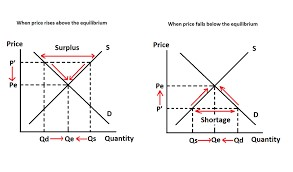 When price rises above the equilibrium
Price
Surplus
S
P'
Pe
D
Qd Qe Qs Quantity
When price falls below the equilibrium
Price
S
Pe
P'
Shortage
D
Qs Qe Qd Quantity